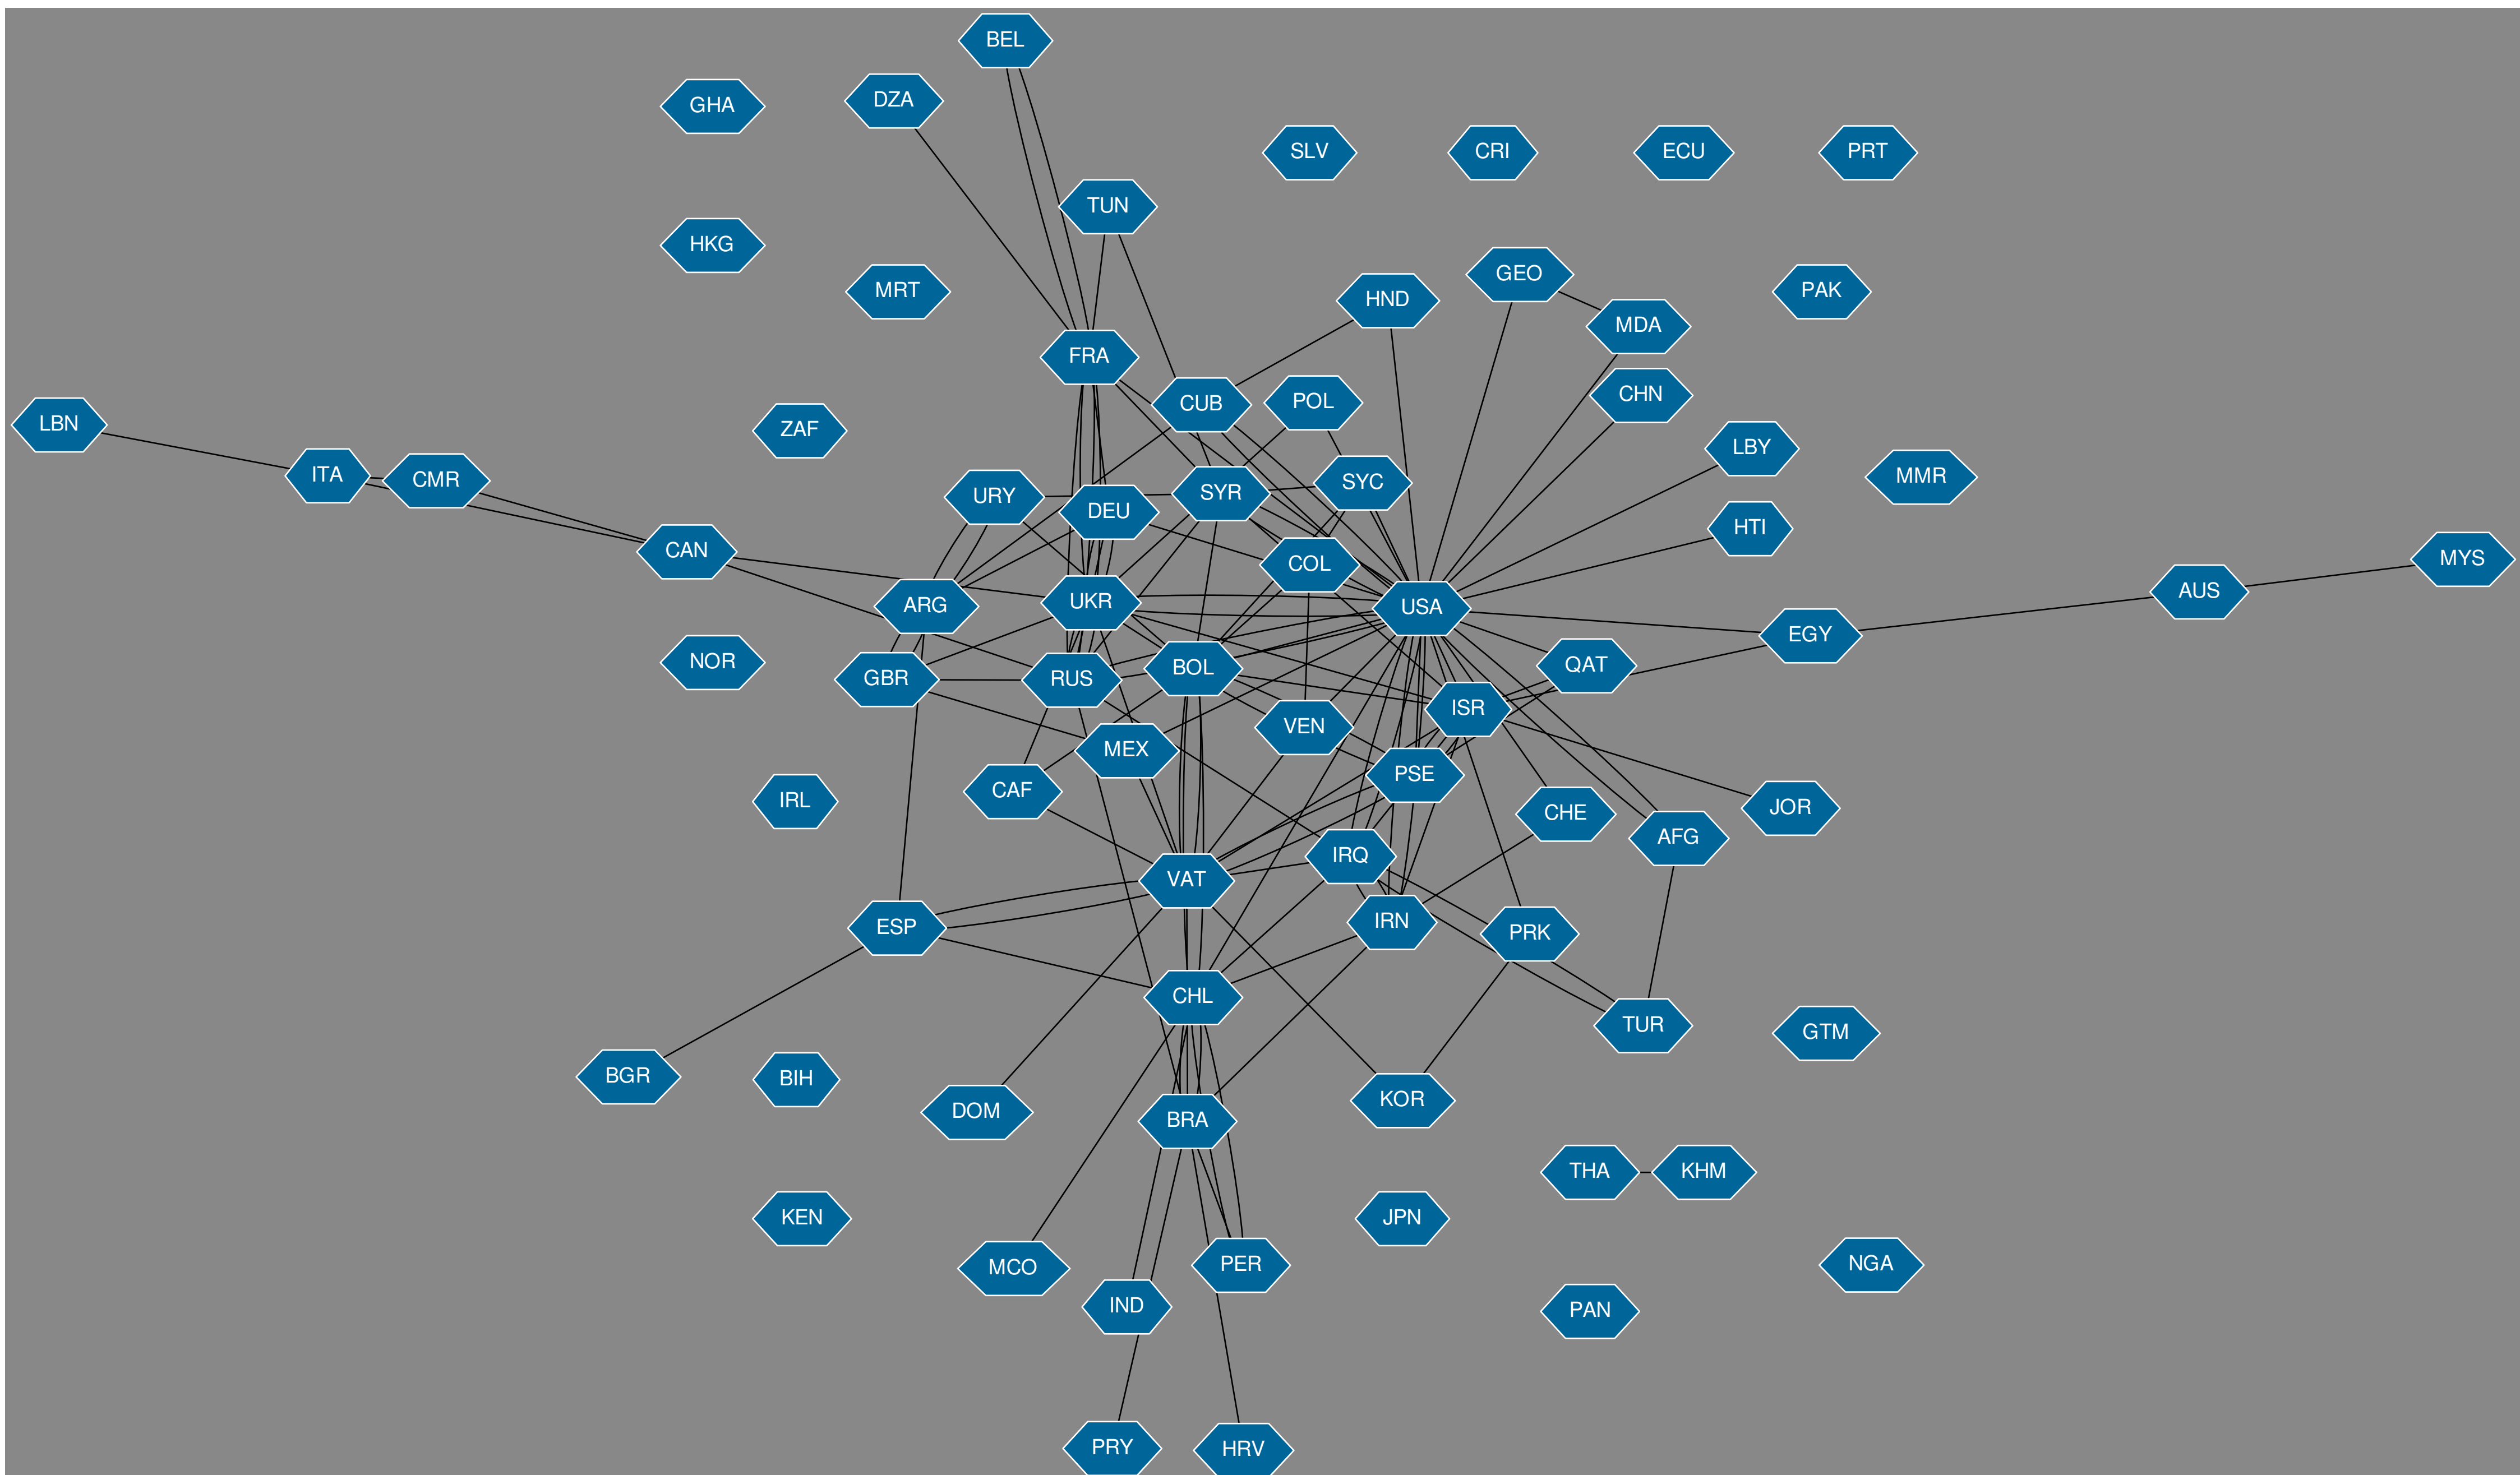 BEL
GHA
DZA
SLV
CRI
ECU
PRT
TUN
HKG
MRT
HND
GEO
PAK
MDA
FRA
CUB
POL
CHN
LBN
ZAF
LBY
ITA
CMR
URY
DEU
SYR
SYC
MMR
CAN
COL
HTI
MYS
ARG
UKR
USA
AUS
EGY
NOR
GBR
RUS
BOL
QAT
ISR
VEN
MEX
PSE
IRL
CAF
CHE
JOR
AFG
IRQ
VAT
ESP
IRN
PRK
CHL
TUR
GTM
BGR
BIH
DOM
BRA
KOR
THA
KHM
KEN
JPN
MCO
PER
NGA
IND
PAN
PRY
HRV